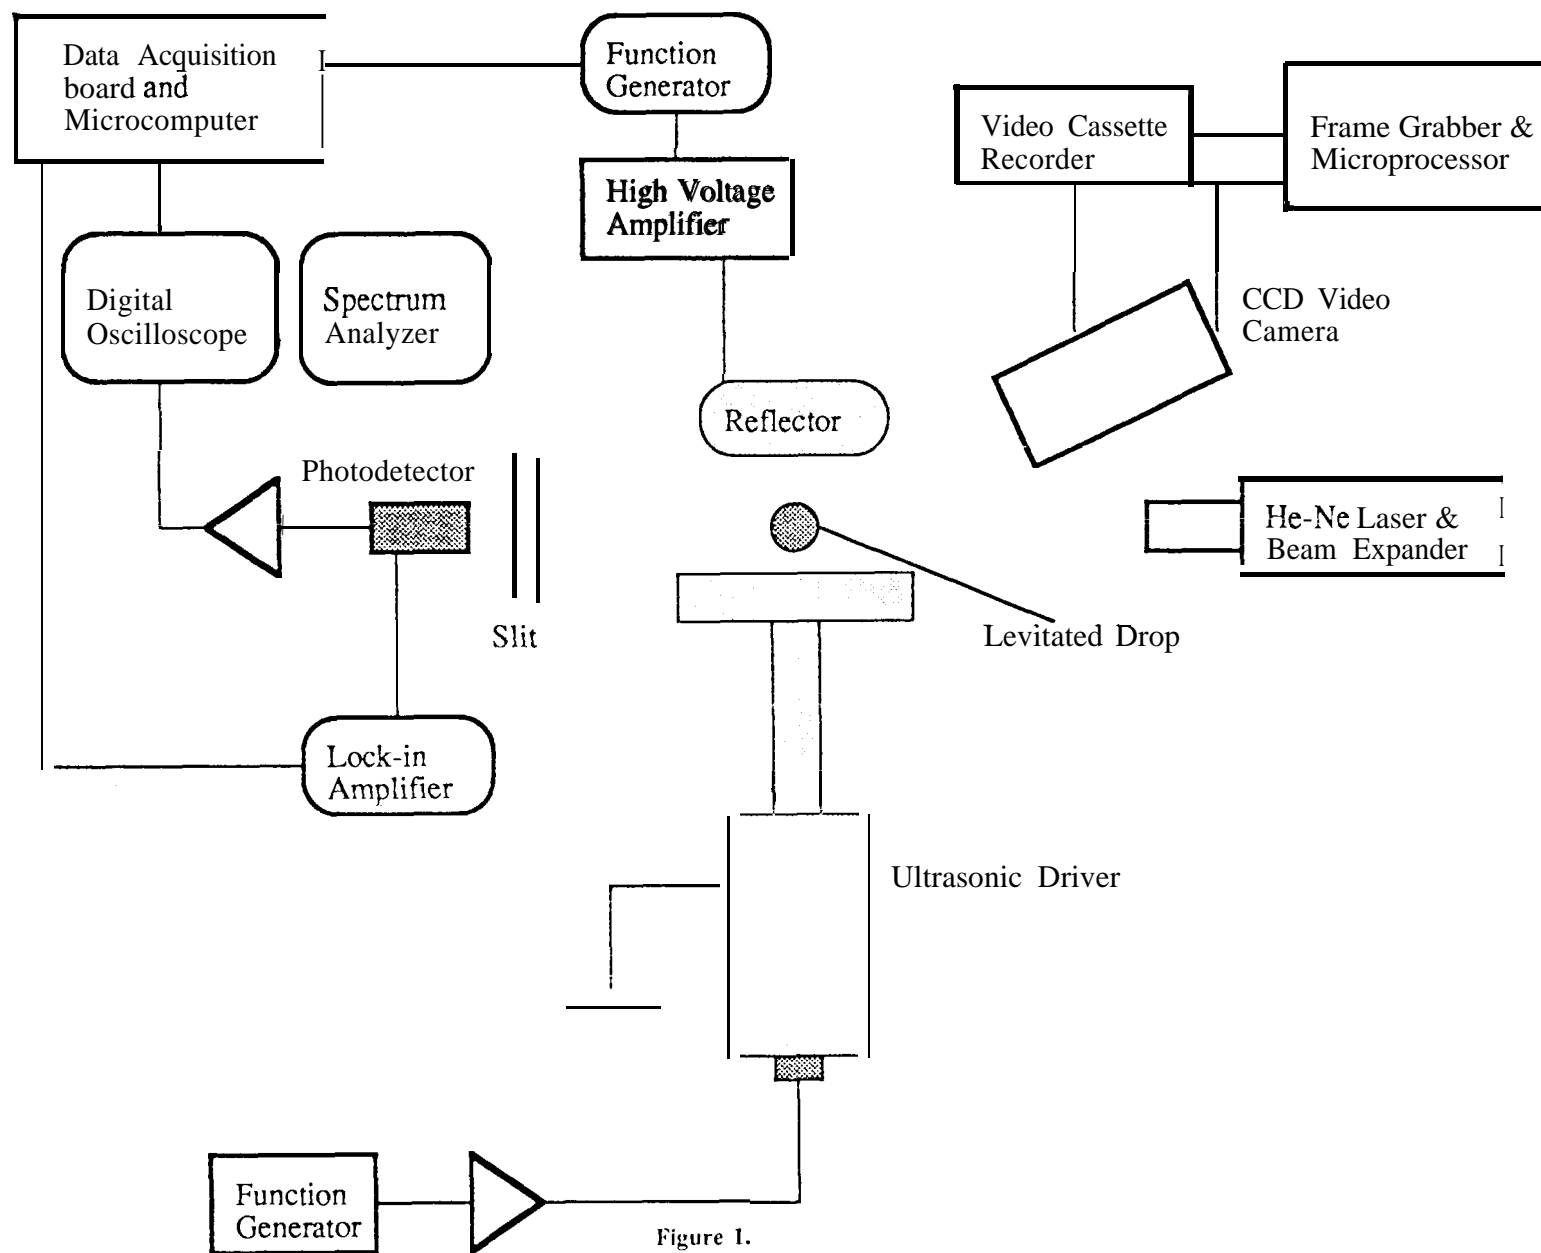 Data Acquisition
board and
Microcomputer
Function
Generator
Video Cassette
Recorder
Frame Grabber &
Microprocessor
High Voltage
Amplifier
Digital
Oscilloscope
Spectrum
Analyzer
CCD Video
Camera
Reflector
Photodetector
He-Ne Laser &
Beam Expander
Slit
Levitated Drop
Lock-in
Amplifier
Ultrasonic Driver
Function
Generator
Figure 1.